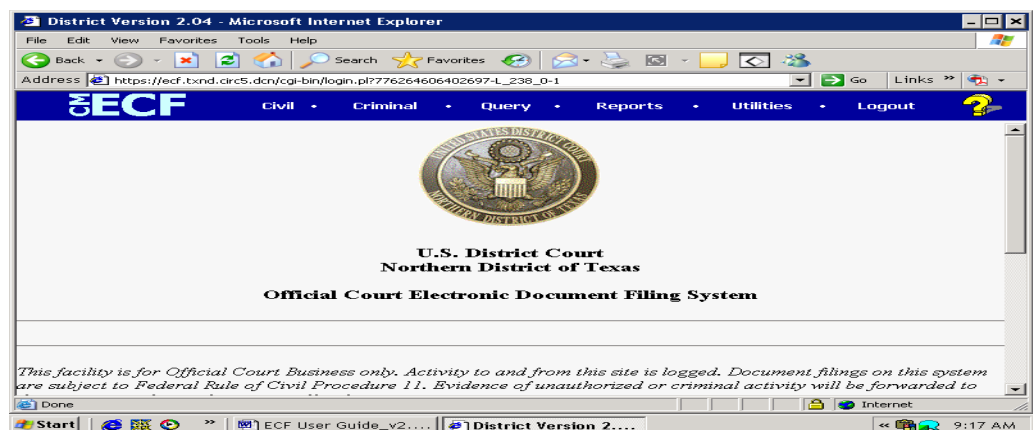 District Version 2.04 - Microsoft Internet Explorer
File Edit View Favorites Tools Help
Back Search Favorites
Address https://ecf.txnd.circ5.dcn/cgi-bin/login.pl?776264606402697-L_238_0-1 Go Links »
CM ECF Civil • Criminal • Query • Reports • Utilities • Logout ?
UNITED STATES DISTRICT COURT
NORTHERN DISTRICT OF TEXAS
U.S. District Court
Northern District of Texas
Official Court Electronic Document Filing System
This facility is for Official Court Business only. Activity to and from this site is logged. Document filings on this system
are subject to Federal Rule of Civil Procedure 11. Evidence of unauthorized or criminal activity will be forwarded to
Done Internet
Start » ECF User Guide_v2.... District Version 2.... « 9:17 AM